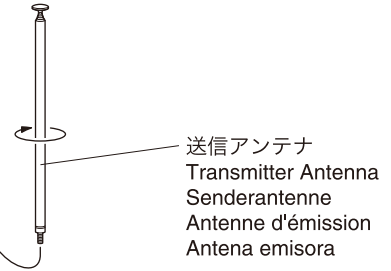 送信アンテナ
Transmitter Antenna
Senderantenne
Antenne d'émission
Antena emisora